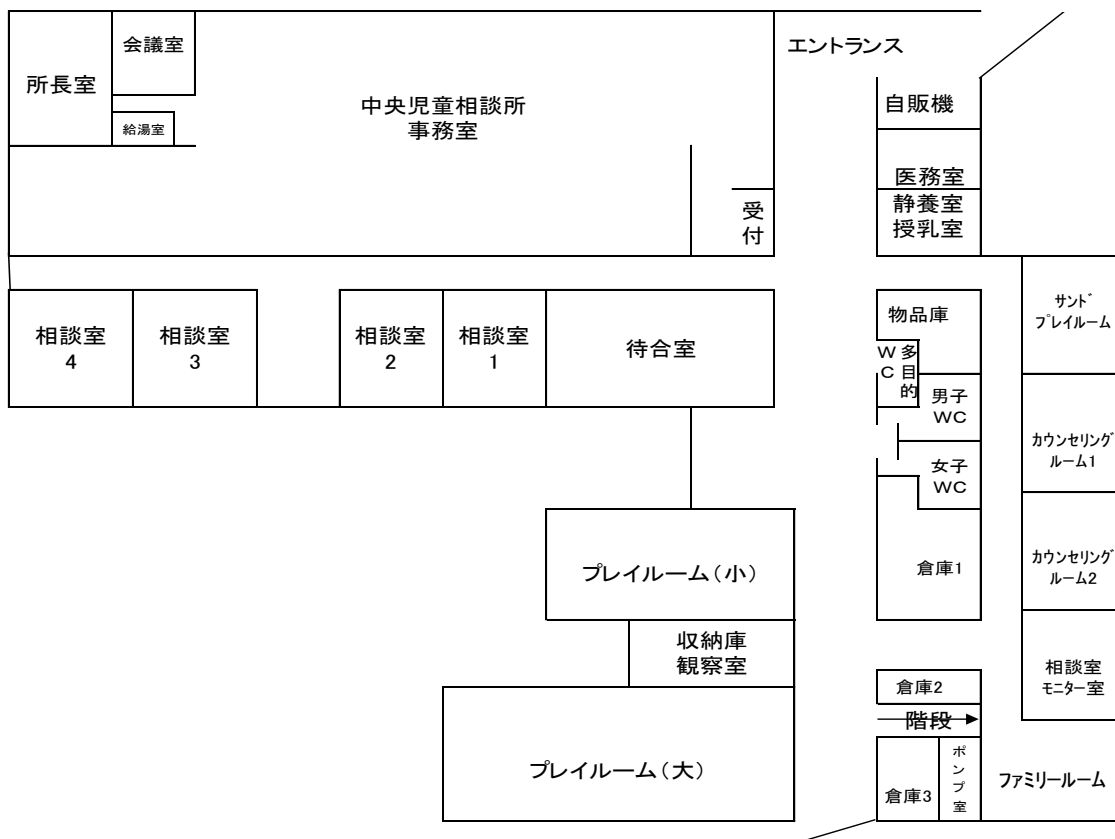 会議室
エントランス
所長室
中央児童相談所
事務室
自販機
給湯室
医務室
静養室
授乳室
受付
相談室
4
相談室
3
相談室
2
相談室
1
待合室
物品庫
サンド
プレイルーム
多目的
WC
男子
WC
女子
WC
カウンセリング
ルーム1
プレイルーム(小)
倉庫1
カウンセリング
ルーム2
収納庫
観察室
相談室
モニター室
倉庫2
階段
プレイルーム(大)
倉庫3
ポンプ室
ファミリールーム